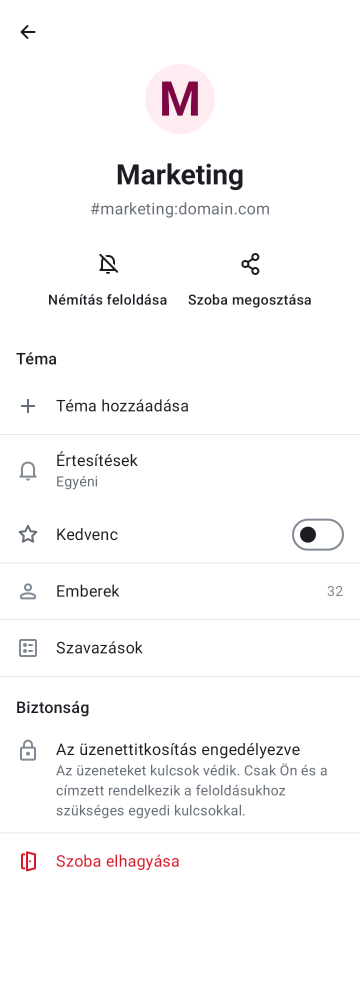 M
Marketing
#marketing:domain.com
Némítás feloldása
Szoba megosztása
Téma
Téma hozzáadása
Értesítések
Egyéni
Kedvenc
Emberek
32
Szavazások
Biztonság
Az üzenettitkosítás engedélyezve
Az üzeneteket kulcsok védik. Csak Ön és a
címzett rendelkezik a feloldásukhoz
szükséges egyedi kulcsokkal.
Szoba elhagyása